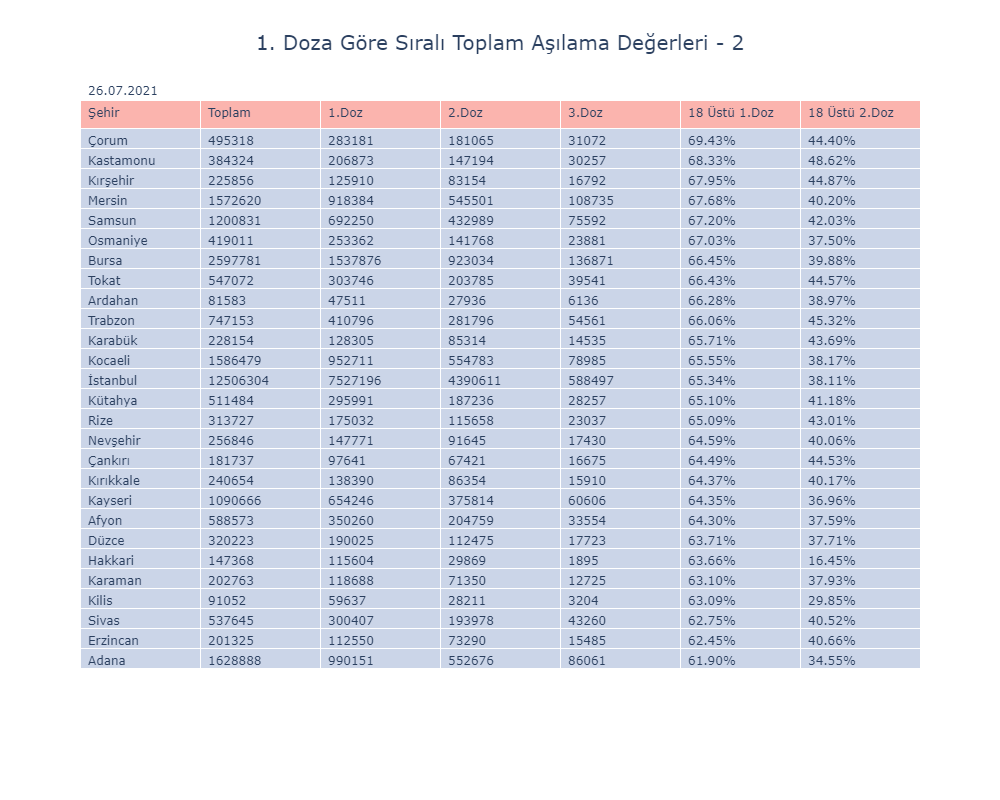 1. Doza Göre Sıralı Toplam Aşılama Değerleri - 2
26.07.2021
Şehir Toplam 1.Doz 2.Doz 3.Doz 18 Üstü 1.Doz 18 Üstü 2.Doz
Çorum 495318 283181 181065 31072 69.43% 44.40%
Kastamonu 384324 206873 147194 30257 68.33% 48.62%
Kırşehir 225856 125910 83154 16792 67.95% 44.87%
Mersin 1572620 918384 545501 108735 67.68% 40.20%
Samsun 1200831 692250 432989 75592 67.20% 42.03%
Osmaniye 419011 253362 141768 23881 67.03% 37.50%
Bursa 2597781 1537876 923034 136871 66.45% 39.88%
Tokat 547072 303746 203785 39541 66.43% 44.57%
Ardahan 81583 47511 27936 6136 66.28% 38.97%
Trabzon 747153 410796 281796 54561 66.06% 45.32%
Karabük 228154 128305 85314 14535 65.71% 43.69%
Kocaeli 1586479 952711 554783 78985 65.55% 38.17%
İstanbul 12506304 7527196 4390611 588497 65.34% 38.11%
Kütahya 511484 295991 187236 28257 65.10% 41.18%
Rize 313727 175032 115658 23037 65.09% 43.01%
Nevşehir 256846 147771 91645 17430 64.59% 40.06%
Çankırı 181737 97641 67421 16675 64.49% 44.53%
Kırıkkale 240654 138390 86354 15910 64.37% 40.17%
Kayseri 1090666 654246 375814 60606 64.35% 36.96%
Afyon 588573 350260 204759 33554 64.30% 37.59%
Düzce 320223 190025 112475 17723 63.71% 37.71%
Hakkari 147368 115604 29869 1895 63.66% 16.45%
Karaman 202763 118688 71350 12725 63.10% 37.93%
Kilis 91052 59637 28211 3204 63.09% 29.85%
Sivas 537645 300407 193978 43260 62.75% 40.52%
Erzincan 201325 112550 73290 15485 62.45% 40.66%
Adana 1628888 990151 552676 86061 61.90% 34.55%